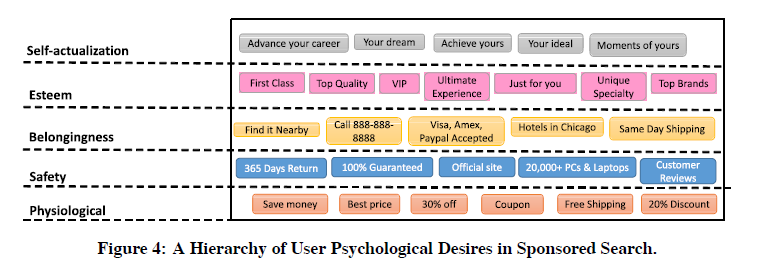 Self-actualization
Advance your career
Your dream
Achieve yours
Your ideal
Moments of yours
Esteem
First Class
Top Quality
VIP
Ultimate
Experience
Just for you
Unique
Specialty
Top Brands
Belongingness
Find it Nearby
Call 888-888-
8888
Visa, Amex,
Paypal Accepted
Hotels in Chicago
Same Day Shipping
Safety
365 Days Return
100% Guaranteed
Official site
20,000+ PCs & Laptops
Customer
Reviews
Physiological
Save money
Best price
30% off
Coupon
Free Shipping
20% Discount
Figure 4: A Hierarchy of User Psychological Desires in Sponsored Search.